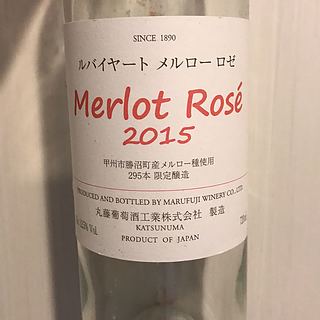 SINCE 1890
ルバイヤート メルロー ロゼ
Merlot Rosé
2015
甲州市勝沼町産メルロー種使用
295本 限定醸造
PRODUCED AND BOTTLED BY MARUFUJI WINERY CO., LTD.
丸藤葡萄酒工業株式会社 製造
KATSUNUMA
PRODUCT OF JAPAN